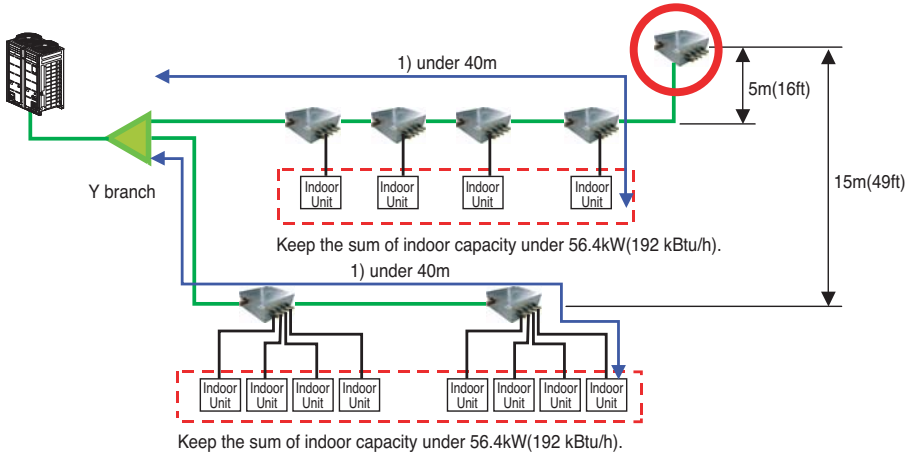 1) under 40m
5m(16ft)
15m(49ft)
Y branch
Indoor
Unit
Indoor
Unit
Indoor
Unit
Indoor
Unit
Keep the sum of indoor capacity under 56.4kW(192 kBtu/h).
1) under 40m
Indoor
Unit
Indoor
Unit
Indoor
Unit
Indoor
Unit
Indoor
Unit
Indoor
Unit
Indoor
Unit
Indoor
Unit
Keep the sum of indoor capacity under 56.4kW(192 kBtu/h).